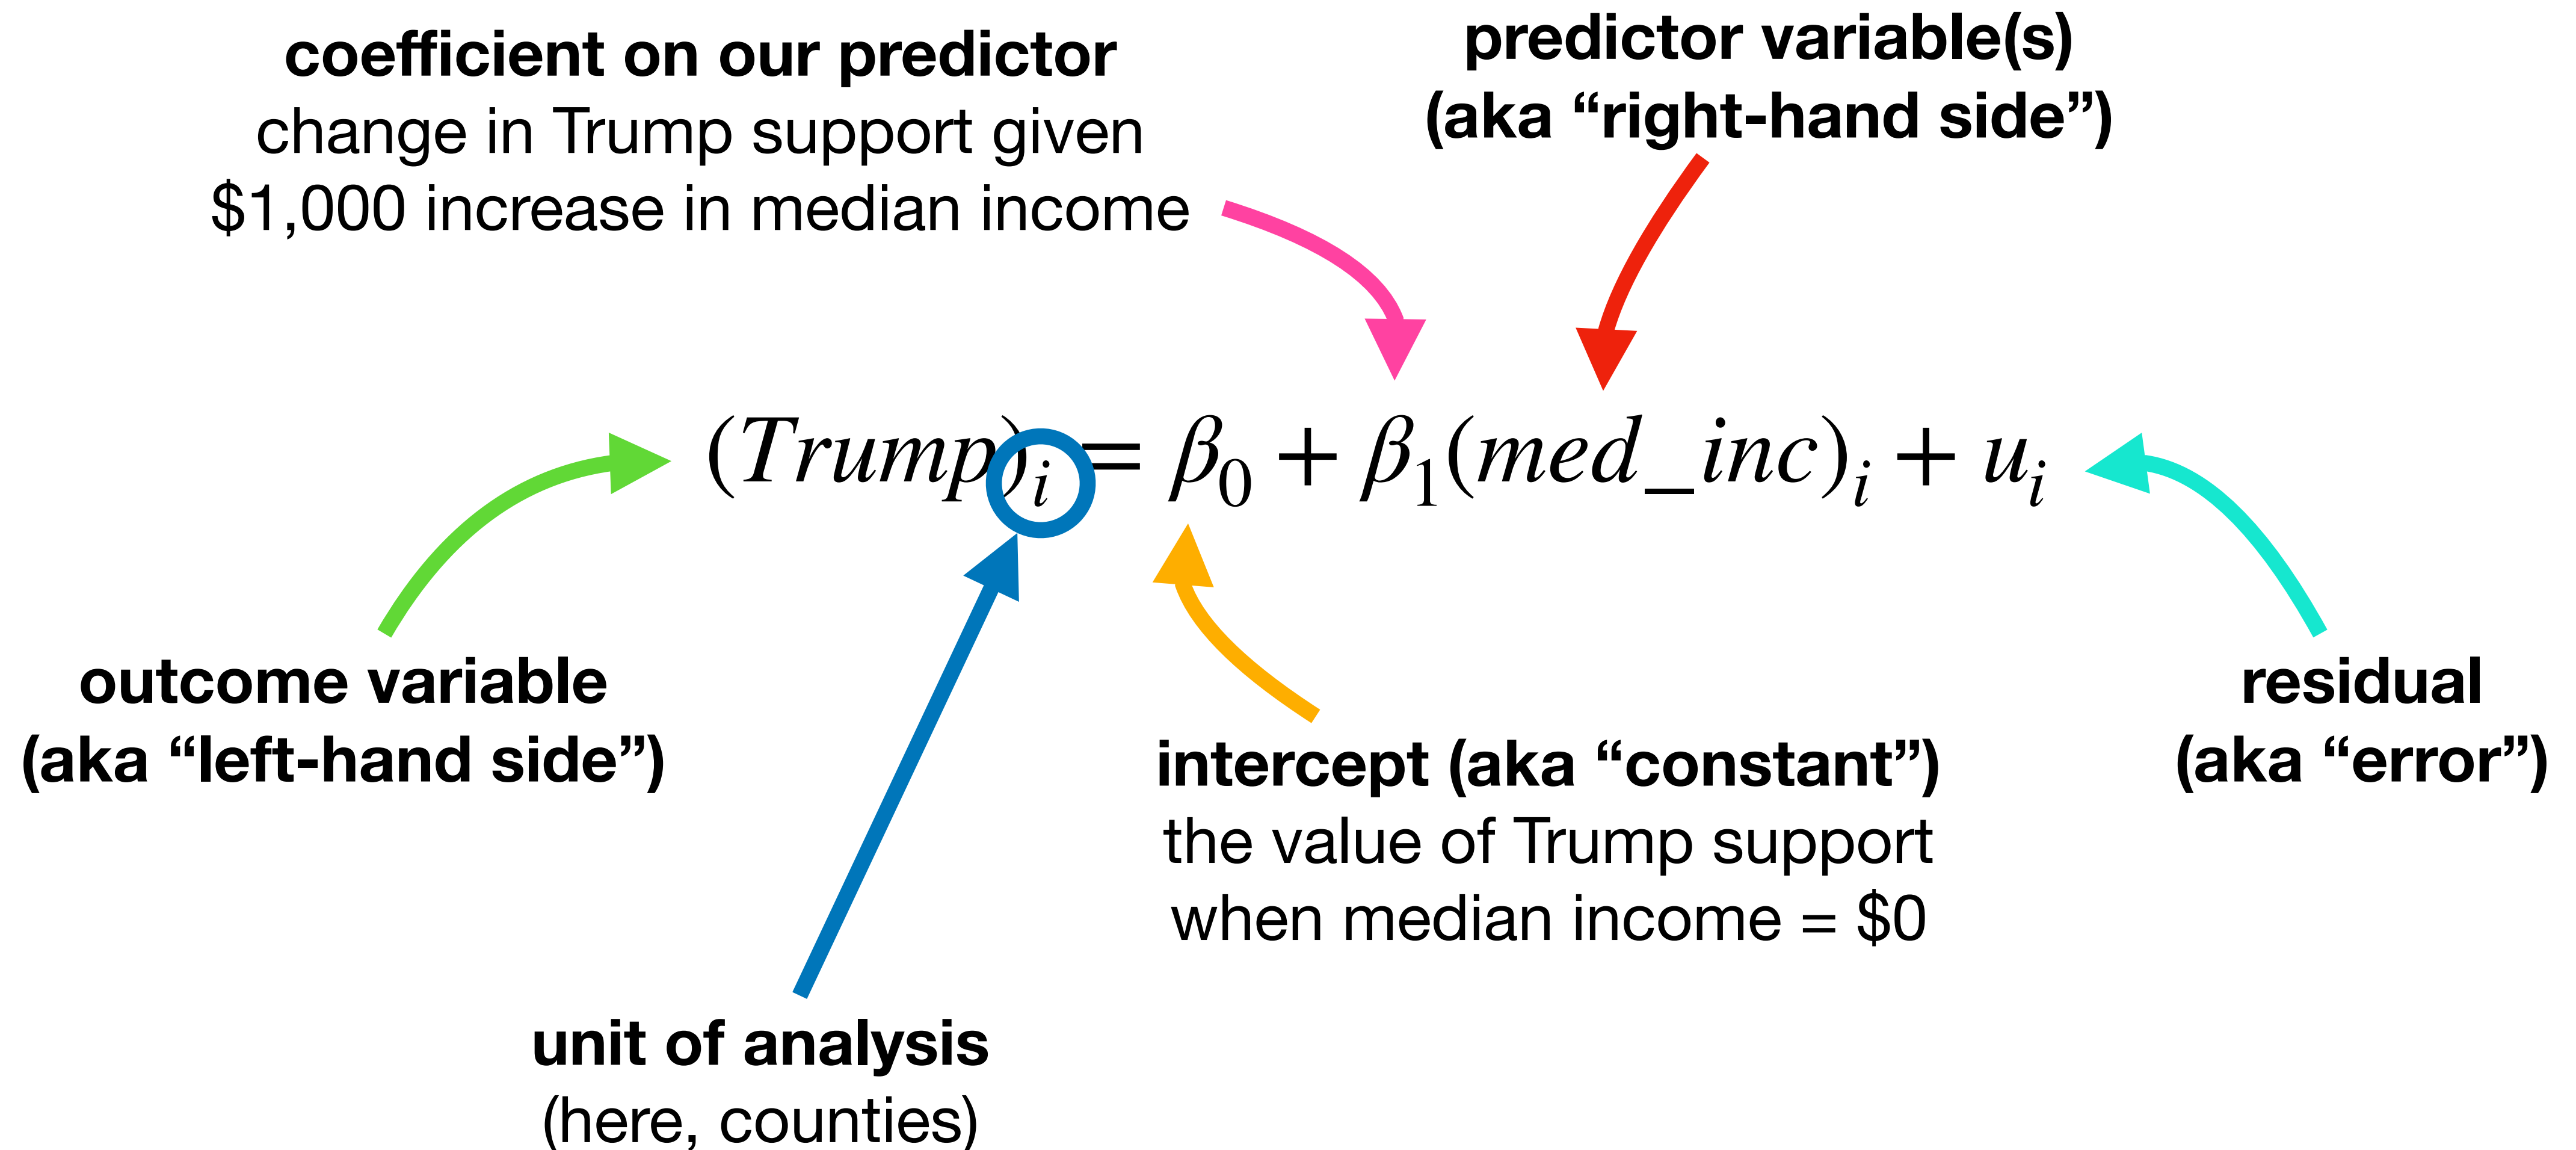 coefficient on our predictor
change in Trump support given
$1,000 increase in median income
predictor variable(s)
(aka “right-hand side”)
(Trump)ᵢ = β₀ + β₁(med_inc)ᵢ + uᵢ
outcome variable
(aka “left-hand side”)
intercept (aka “constant”)
the value of Trump support
when median income = $0
residual
(aka “error”)
unit of analysis
(here, counties)